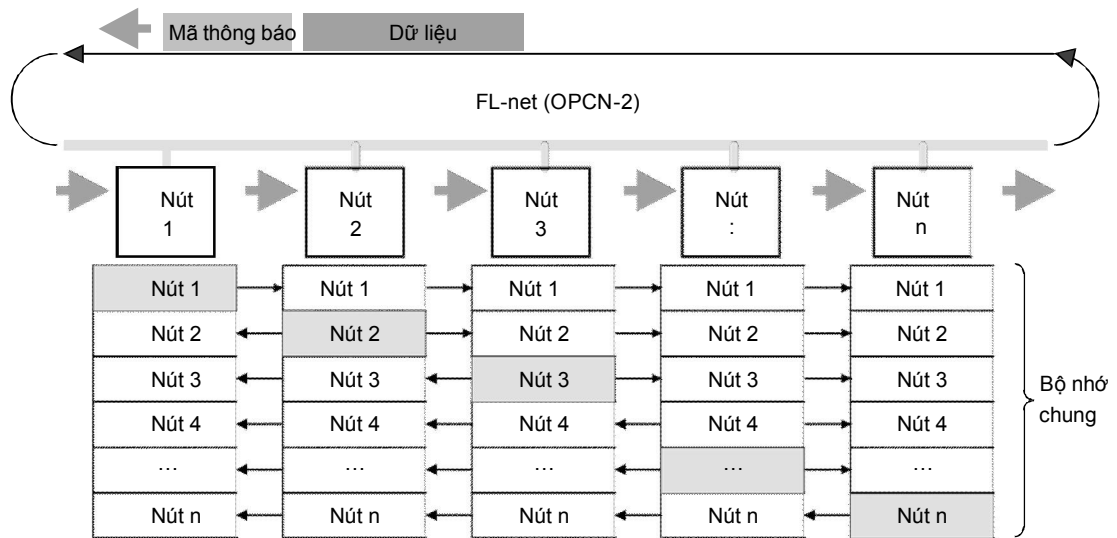 Mã thông báo Dữ liệu
FL-net (OPCN-2)
Nút 1
Nút 2
Nút 3
Nút :
Nút n
Nút 1 Nút 1 Nút 1 Nút 1 Nút 1
Nút 2 Nút 2 Nút 2 Nút 2 Nút 2
Nút 3 Nút 3 Nút 3 Nút 3 Nút 3
Nút 4 Nút 4 Nút 4 Nút 4 Nút 4
… … … … …
Nút n Nút n Nút n Nút n Nút n
Bộ nhớ
chung